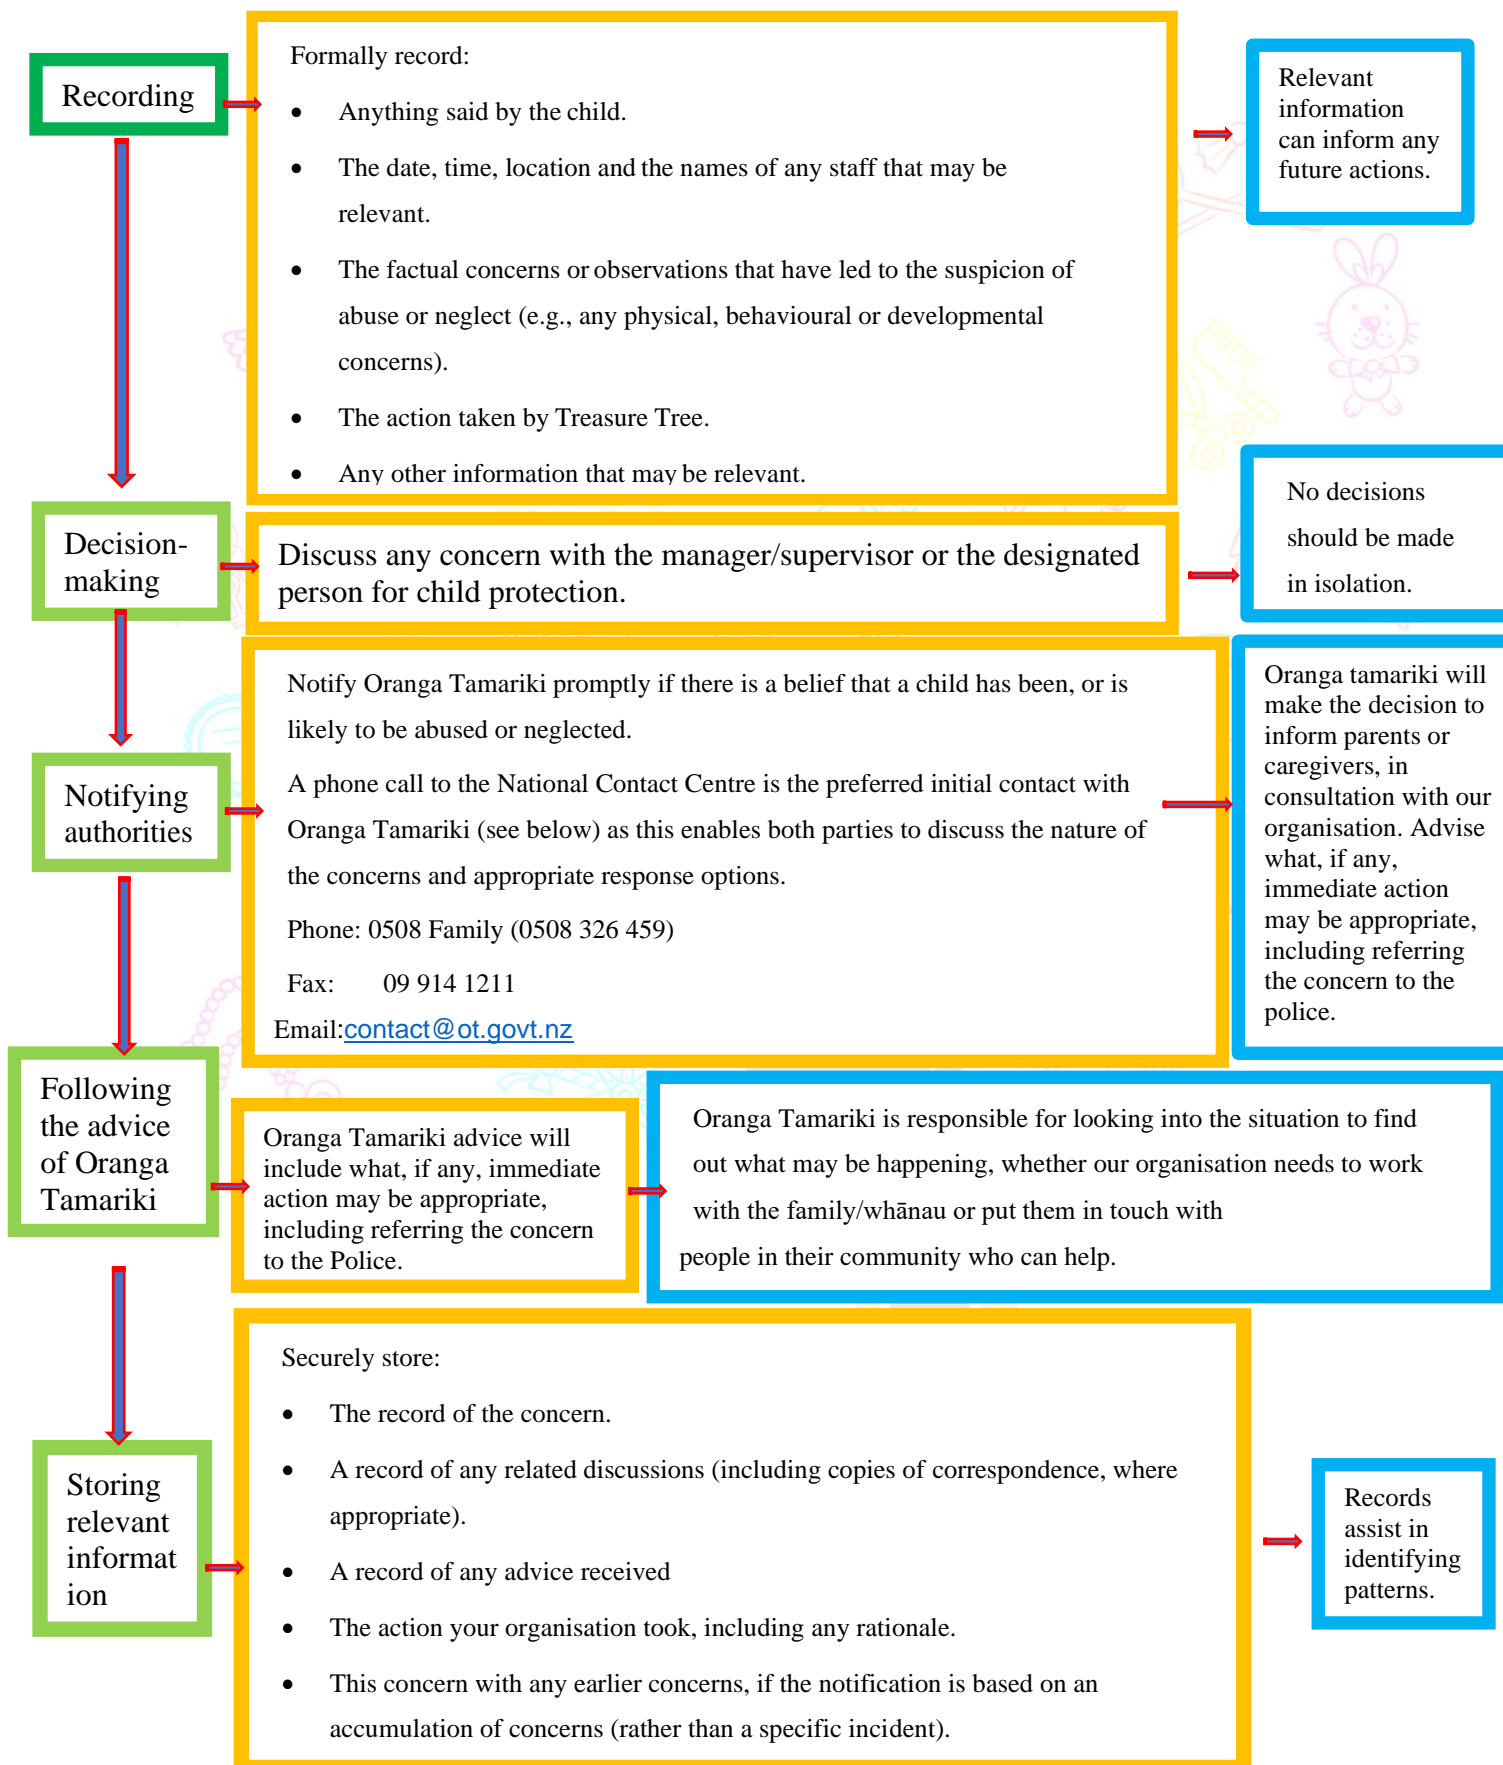 Recording
Formally record:
• Anything said by the child.
• The date, time, location and the names of any staff that may be
relevant.
• The factual concerns or observations that have led to the suspicion of
abuse or neglect (e.g., any physical, behavioural or developmental
concerns).
• The action taken by Treasure Tree.
• Any other information that may be relevant.
Relevant
information
can inform any
future actions.
Decision-
making
Discuss any concern with the manager/supervisor or the designated
person for child protection.
No decisions
should be made
in isolation.
Notifying
authorities
Notify Oranga Tamariki promptly if there is a belief that a child has been, or is
likely to be abused or neglected.
A phone call to the National Contact Centre is the preferred initial contact with
Oranga Tamariki (see below) as this enables both parties to discuss the nature of
the concerns and appropriate response options.
Phone: 0508 Family (0508 326 459)
Fax: 09 914 1211
Email:contact@ot.govt.nz
Oranga tamariki will
make the decision to
inform parents or
caregivers, in
consultation with our
organisation. Advise
what, if any,
immediate action
may be appropriate,
including referring
the concern to the
police.
Following
the advice
of Oranga
Tamariki
Oranga Tamariki advice will
include what, if any, immediate
action may be appropriate,
including referring the concern
to the Police.
Oranga Tamariki is responsible for looking into the situation to find
out what may be happening, whether our organisation needs to work
with the family/whānau or put them in touch with
people in their community who can help.
Storing
relevant
informat
ion
Securely store:
• The record of the concern.
• A record of any related discussions (including copies of correspondence, where
appropriate).
• A record of any advice received
• The action your organisation took, including any rationale.
• This concern with any earlier concerns, if the notification is based on an
accumulation of concerns (rather than a specific incident).
Records
assist in
identifying
patterns.